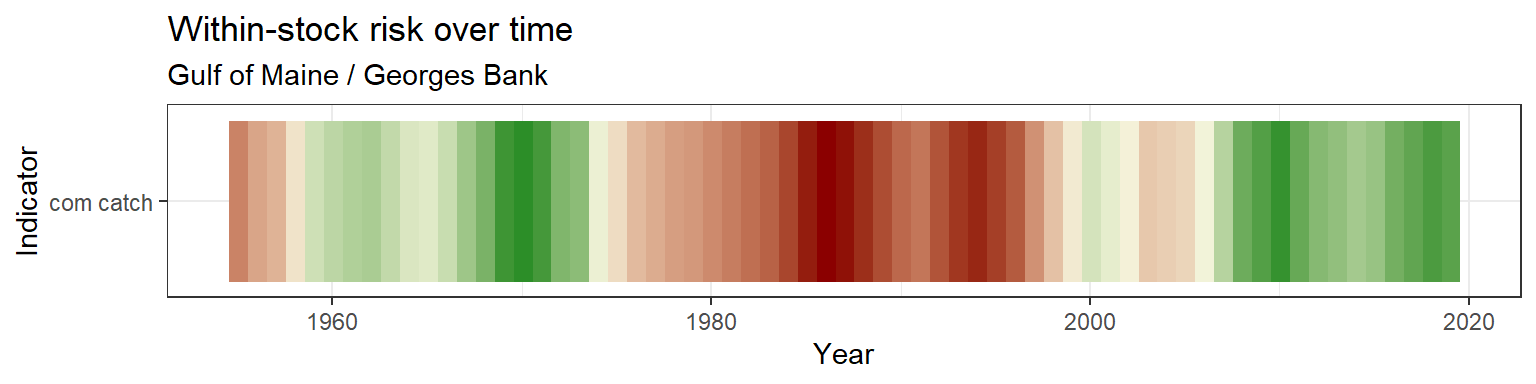 Within-stock risk over time
Gulf of Maine / Georges Bank
Indicator
com catch
1960 1980 2000 2020
Year